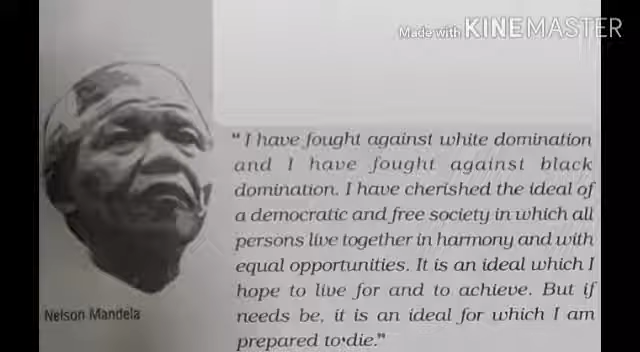 Made with KINEMASTER
" I have fought against white domination
and I have fought against black
domination. I have cherished the ideal of
a democratic and free society in which all
persons live together in harmony and with
equal opportunities. It is an ideal which I
hope to live for and to achieve. But if
needs be, it is an ideal for which I am
prepared to die."
Nelson Mandela